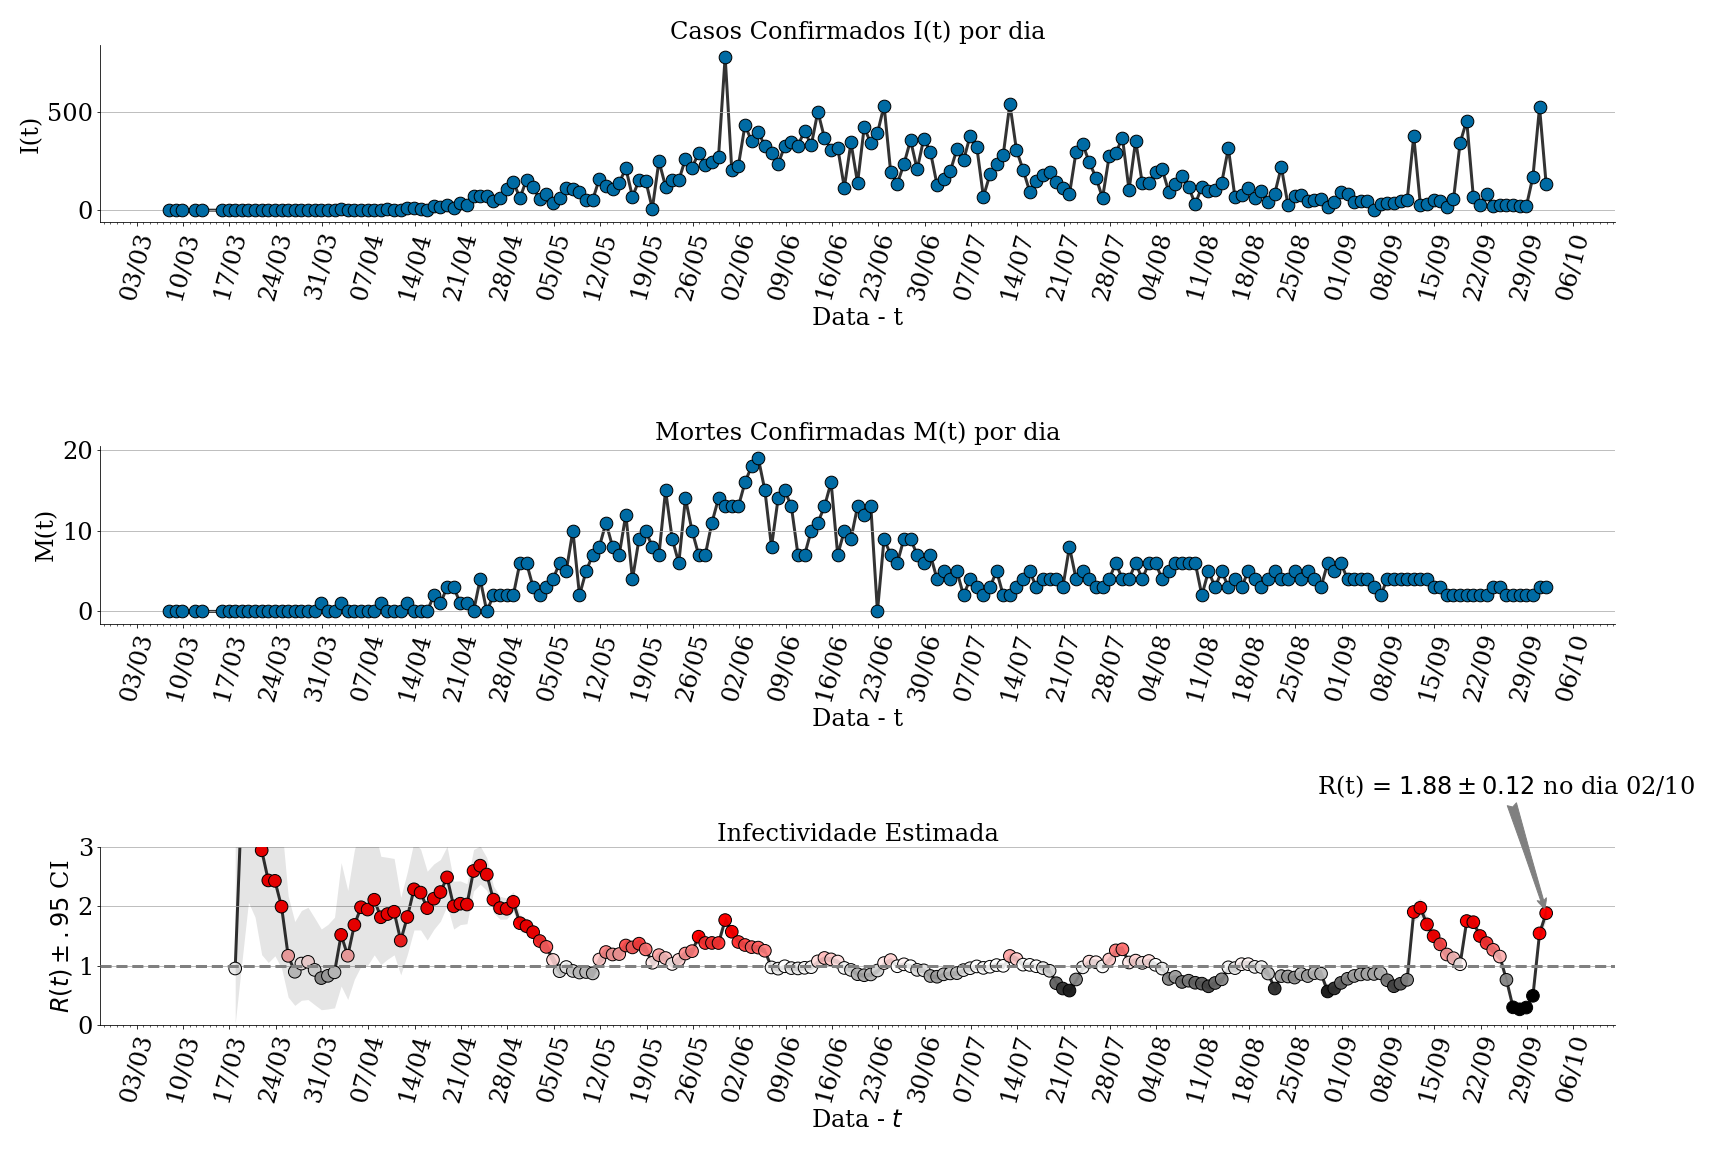 Casos Confirmados I(t) por dia
I(t)
500
0
03/03 10/03 17/03 24/03 31/03 07/04 14/04 21/04 28/04 05/05 12/05 19/05 26/05 02/06 09/06 16/06 23/06 30/06 07/07 14/07 21/07 28/07 04/08 11/08 18/08 25/08 01/09 08/09 15/09 22/09 29/09 06/10
Data - t
Mortes Confirmadas M(t) por dia
M(t)
20
10
0
03/03 10/03 17/03 24/03 31/03 07/04 14/04 21/04 28/04 05/05 12/05 19/05 26/05 02/06 09/06 16/06 23/06 30/06 07/07 14/07 21/07 28/07 04/08 11/08 18/08 25/08 01/09 08/09 15/09 22/09 29/09 06/10
Data - t
R(t) = 1.88 ± 0.12 no dia 02/10
Infectividade Estimada
R(t) ± .95 CI
3
2
1
0
03/03 10/03 17/03 24/03 31/03 07/04 14/04 21/04 28/04 05/05 12/05 19/05 26/05 02/06 09/06 16/06 23/06 30/06 07/07 14/07 21/07 28/07 04/08 11/08 18/08 25/08 01/09 08/09 15/09 22/09 29/09 06/10
Data - t